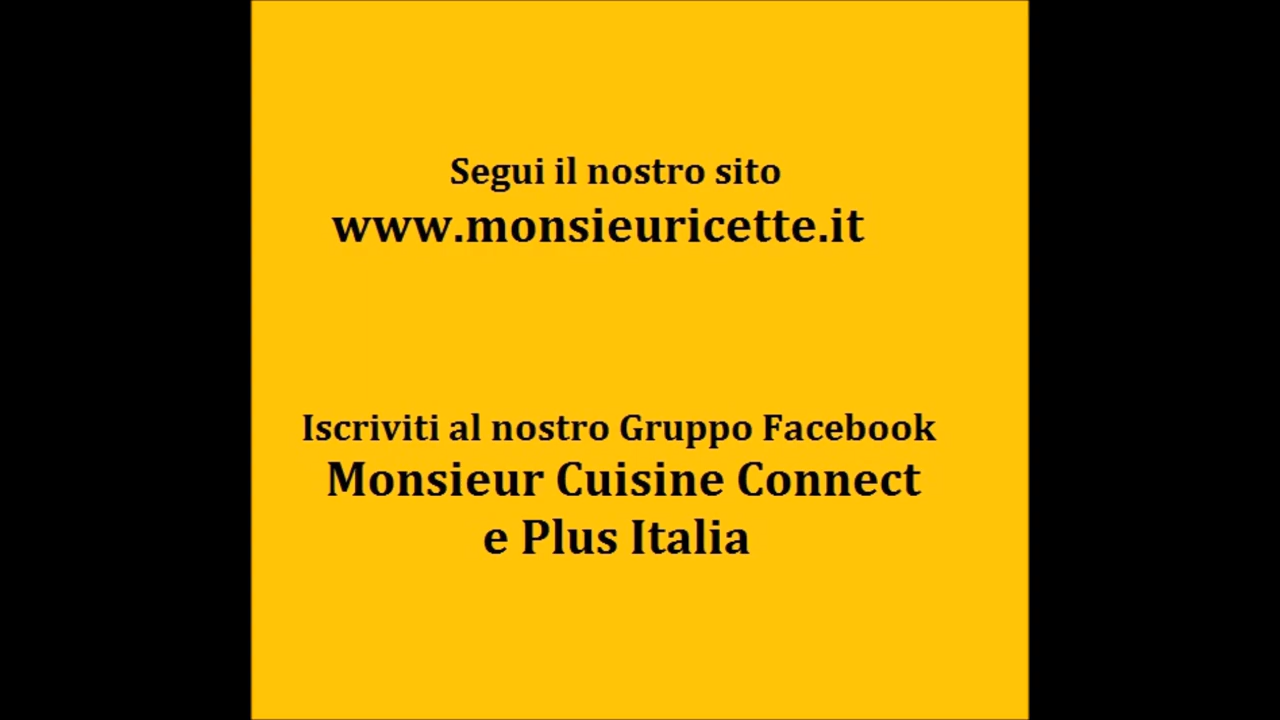 Segui il nostro sito
www.monsieuricette.it
Iscriviti al nostro Gruppo Facebook
Monsieur Cuisine Connect
e Plus Italia